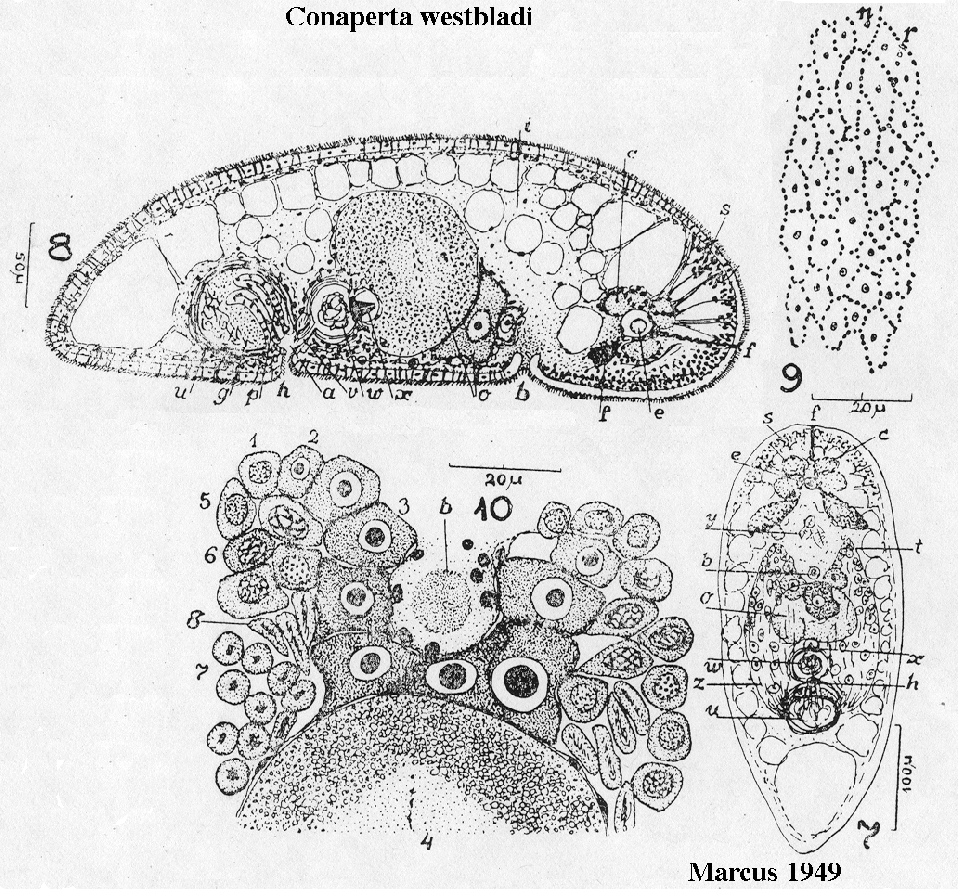 Conaperta westbladi
n
r
i
c
s
8
50µ
f
u g p h a v w x o b f e
9
20µ
1 2
20µ
10
b
5
3
6
8
7
4
s f c
e
y
t
b
o
x
w
z
h
u
100µ
7
Marcus 1949